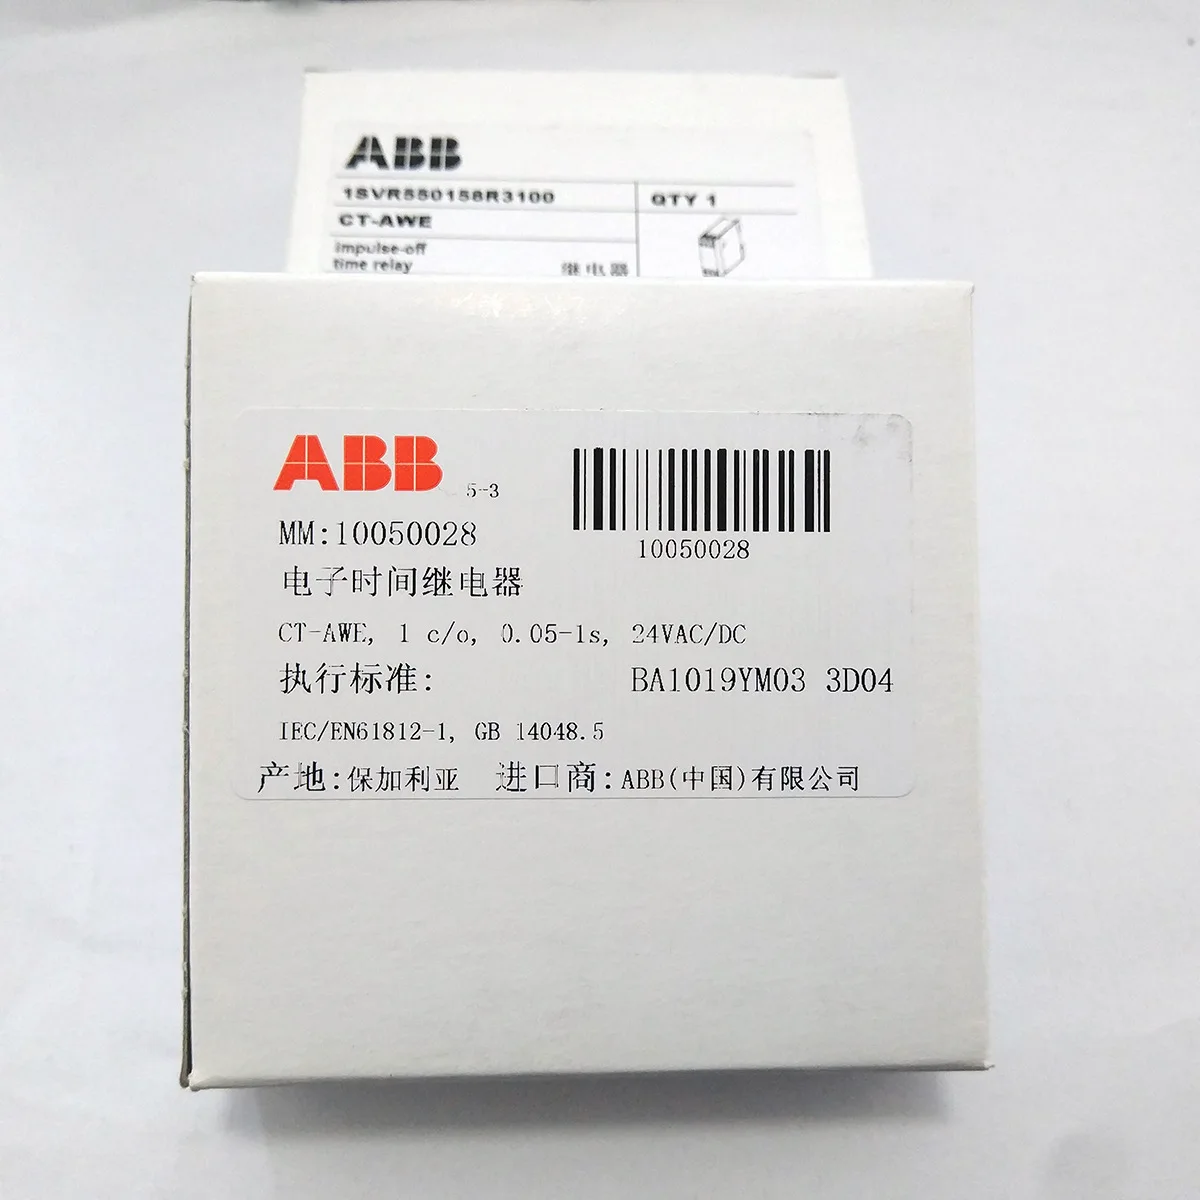 ABB
1SVR550158R3100
QTY 1
CT-AWE
impulse-off
time relay
继电器
ABB
5-3
MM:10050028
10050028
电子时间继电器
CT-AWE, 1 c/o, 0.05-1s, 24VAC/DC
执行标准: BA1019YM03 3D04
IEC/EN61812-1, GB 14048.5
产地:保加利亚 进口商:ABB(中国)有限公司